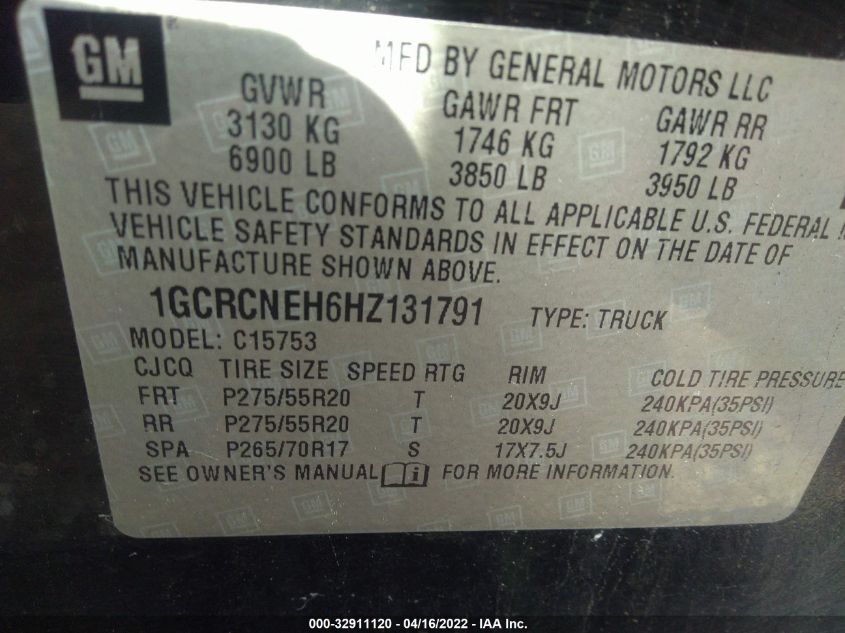 GM
MFD BY GENERAL MOTORS LLC
GVWR GAWR FRT GAWR RR
3130 KG 1746 KG 1792 KG
6900 LB 3850 LB 3950 LB
THIS VEHICLE CONFORMS TO ALL APPLICABLE U.S. FEDERAL
VEHICLE SAFETY STANDARDS IN EFFECT ON THE DATE OF
MANUFACTURE SHOWN ABOVE.
1GCRCNEH6HZ131791 TYPE: TRUCK
MODEL: C15753
CJCQ TIRE SIZE SPEED RTG RIM COLD TIRE PRESSURE
FRT P275/55R20 T 20X9J 240KPA(35PSI)
RR P275/55R20 T 20X9J 240KPA(35PSI)
SPA P265/70R17 S 17X7.5J 240KPA(35PSI)
SEE OWNER'S MANUAL i FOR MORE INFORMATION.
000-32911120 - 04/16/2022 - IAA Inc.